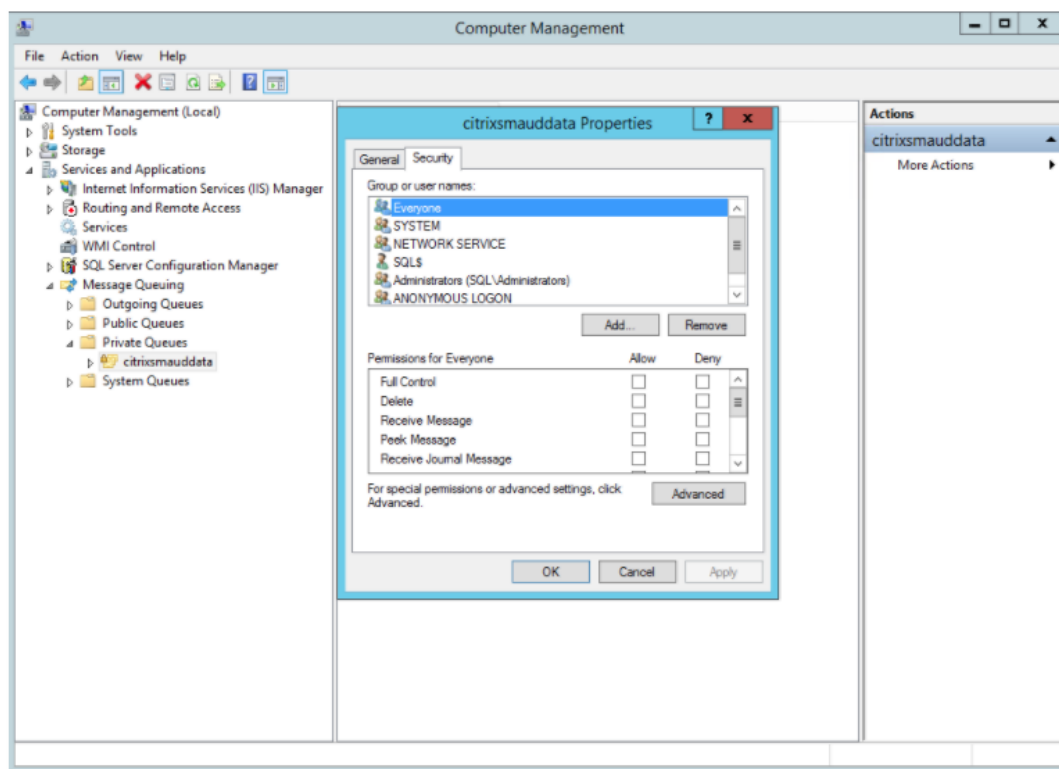 Computer Management
File Action View Help
Computer Management (Local)
System Tools
Storage
Services and Applications
Internet Information Services (IIS) Manager
Routing and Remote Access
Services
WMI Control
SQL Server Configuration Manager
Message Queuing
Outgoing Queues
Public Queues
Private Queues
citrixsmauddata
System Queues
citrixsmauddata Properties
? x
General Security
Group or user names:
Everyone
SYSTEM
NETWORK SERVICE
SQL$
Administrators (SQL\Administrators)
ANONYMOUS LOGON
Add... Remove
Permissions for Everyone Allow Deny
Full Control
Delete
Receive Message
Peek Message
Receive Journal Message
For special permissions or advanced settings, click
Advanced.
Advanced
OK Cancel Apply
Actions
citrixsmauddata
More Actions